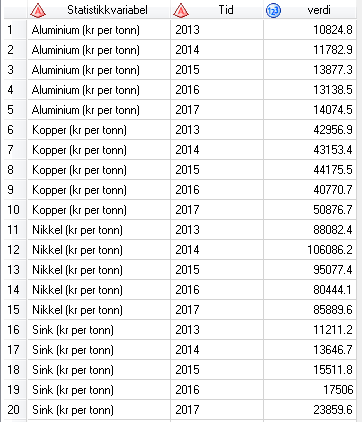 Statistikkvariabel Tid 123 verdi
1 Aluminium (kr per tonn) 2013 10824.8
2 Aluminium (kr per tonn) 2014 11782.9
3 Aluminium (kr per tonn) 2015 13877.3
4 Aluminium (kr per tonn) 2016 13138.5
5 Aluminium (kr per tonn) 2017 14074.5
6 Kopper (kr per tonn) 2013 42956.9
7 Kopper (kr per tonn) 2014 43153.4
8 Kopper (kr per tonn) 2015 44175.5
9 Kopper (kr per tonn) 2016 40770.7
10 Kopper (kr per tonn) 2017 50876.7
11 Nikkel (kr per tonn) 2013 88082.4
12 Nikkel (kr per tonn) 2014 106086.2
13 Nikkel (kr per tonn) 2015 95077.4
14 Nikkel (kr per tonn) 2016 80444.1
15 Nikkel (kr per tonn) 2017 85889.6
16 Sink (kr per tonn) 2013 11211.2
17 Sink (kr per tonn) 2014 13646.7
18 Sink (kr per tonn) 2015 15511.8
19 Sink (kr per tonn) 2016 17506
20 Sink (kr per tonn) 2017 23859.6